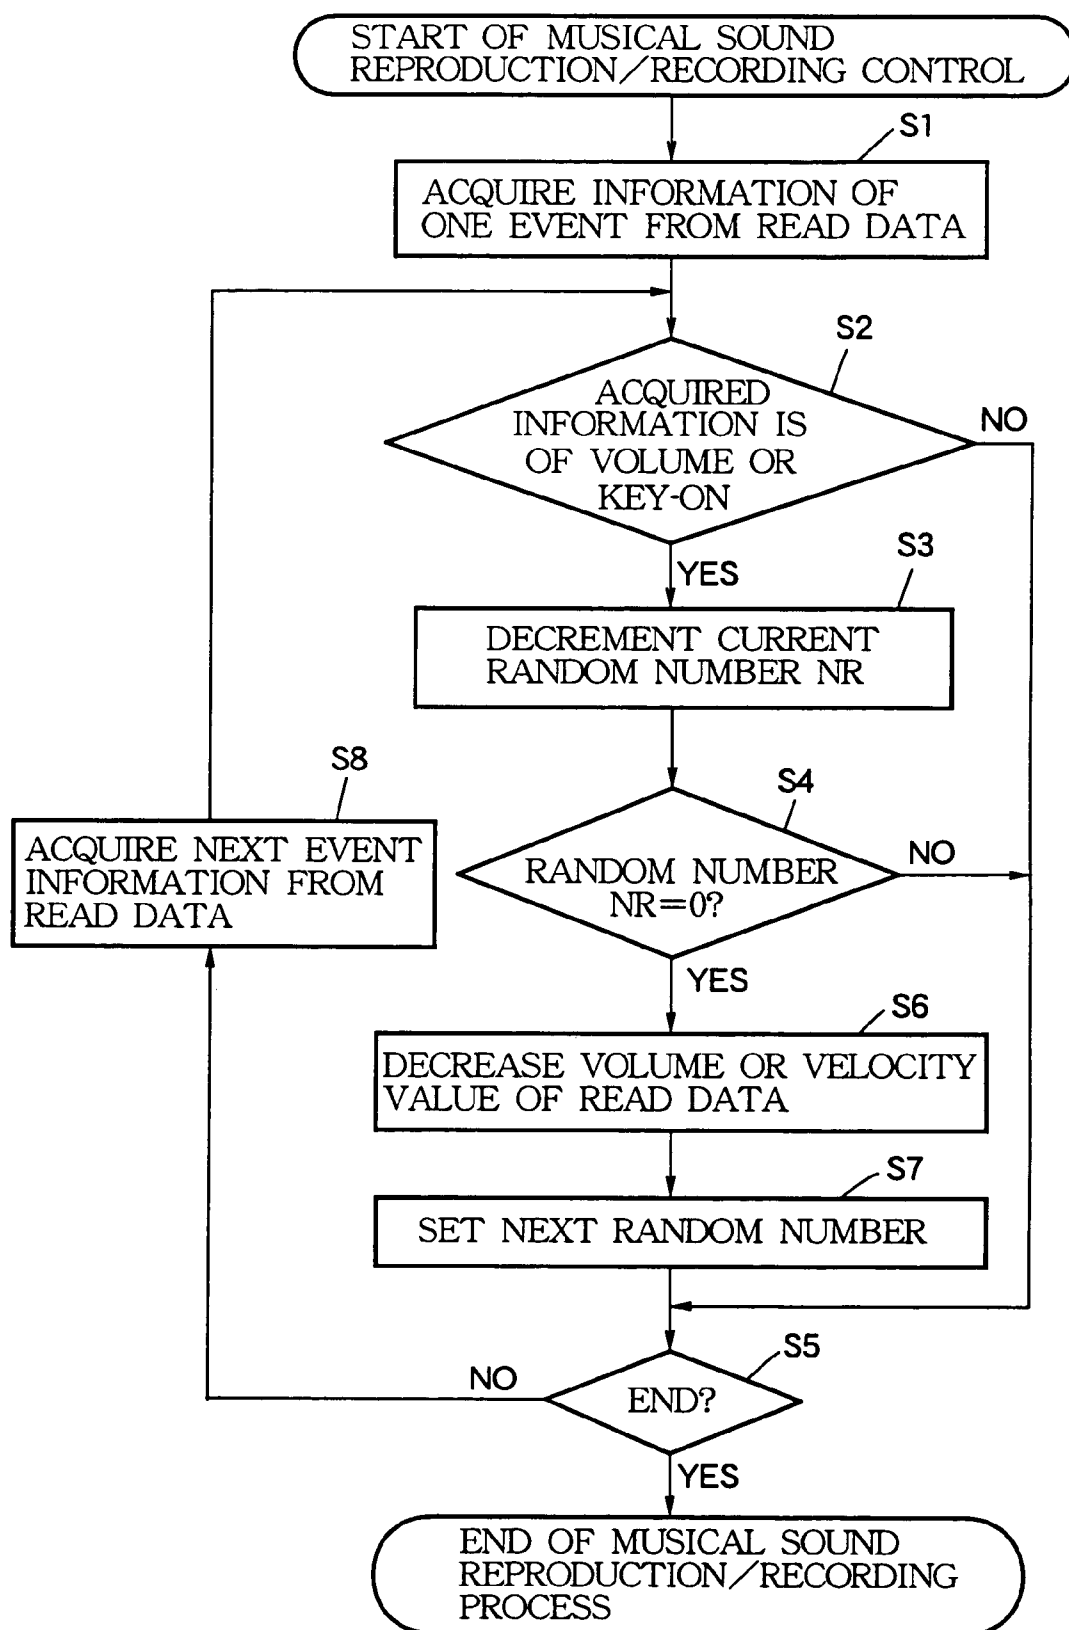 START OF MUSICAL SOUND
REPRODUCTION/RECORDING CONTROL
S1
ACQUIRE INFORMATION OF
ONE EVENT FROM READ DATA
S2
ACQUIRED
INFORMATION IS
OF VOLUME OR
KEY-ON
NO
YES
S3
DECREMENT CURRENT
RANDOM NUMBER NR
S8
ACQUIRE NEXT EVENT
INFORMATION FROM
READ DATA
S4
RANDOM NUMBER
NR=0?
NO
YES
S6
DECREASE VOLUME OR VELOCITY
VALUE OF READ DATA
S7
SET NEXT RANDOM NUMBER
S5
END?
NO
YES
END OF MUSICAL SOUND
REPRODUCTION/RECORDING
PROCESS